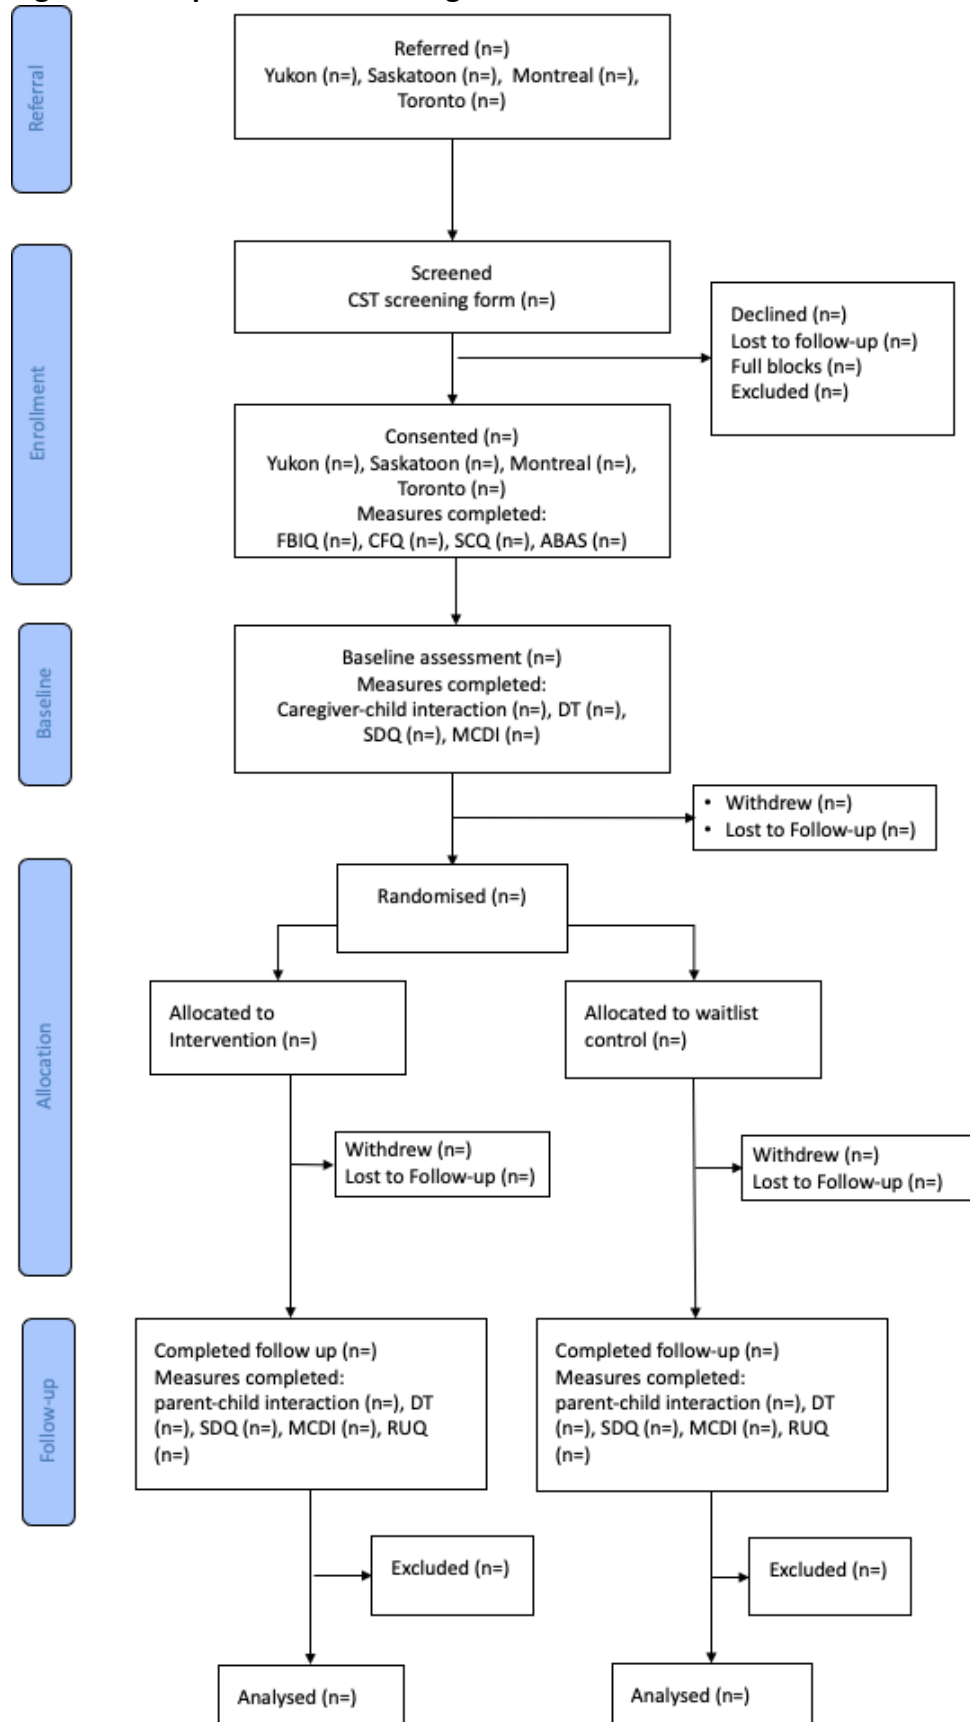 Referral
Referred (n=)
Yukon (n=), Saskatoon (n=),  Montreal (n=),
Toronto (n=)
Enrollment
Screened
CST screening form (n=)
Declined (n=)
Lost to follow-up (n=)
Full blocks (n=)
Excluded (n=)
Consented (n=)
Yukon (n=), Saskatoon (n=), Montreal (n=),
Toronto (n=)
Measures completed:
FBIQ (n=), CFQ (n=), SCQ (n=), ABAS (n=)
Baseline
Baseline assessment (n=)
Measures completed:
Caregiver-child interaction (n=), DT (n=),
SDQ (n=), MCDI (n=)
• Withdrew (n=)
• Lost to Follow-up (n=)
Allocation
Randomised (n=)
Allocated to
Intervention (n=)
Allocated to waitlist
control (n=)
Withdrew (n=)
Lost to Follow-up (n=)
Withdrew (n=)
Lost to Follow-up (n=)
Follow-up
Completed follow up (n=)
Measures completed:
parent-child interaction (n=), DT
(n=), SDQ (n=), MCDI (n=), RUQ
(n=)
Completed follow-up (n=)
Measures completed:
parent-child interaction (n=), DT
(n=), SDQ (n=), MCDI (n=), RUQ
(n=)
Excluded (n=)
Excluded (n=)
Analysed (n=)
Analysed (n=)